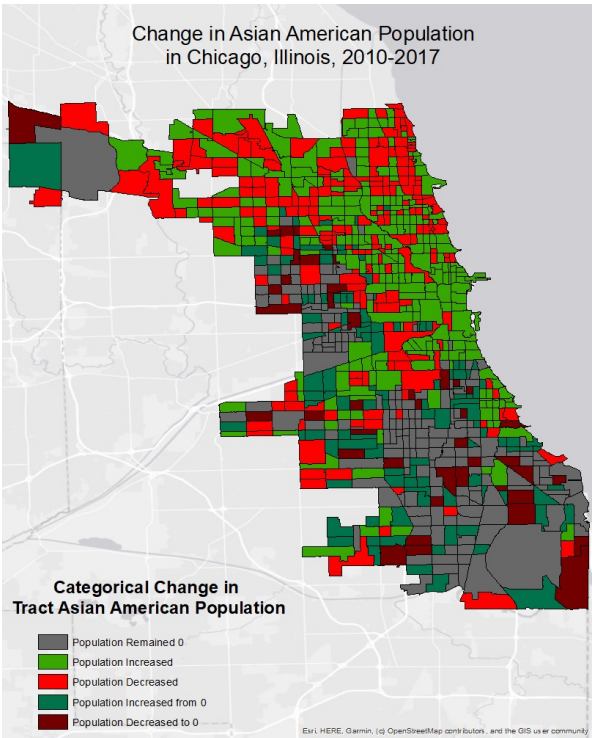 Change in Asian American Population
in Chicago, Illinois, 2010-2017
Categorical Change in
Tract Asian American Population
Population Remained 0
Population Increased
Population Decreased
Population Increased from 0
Population Decreased to 0
Esri, HERE, Garmin, (c) OpenStreetMap contributors, and the GIS user community